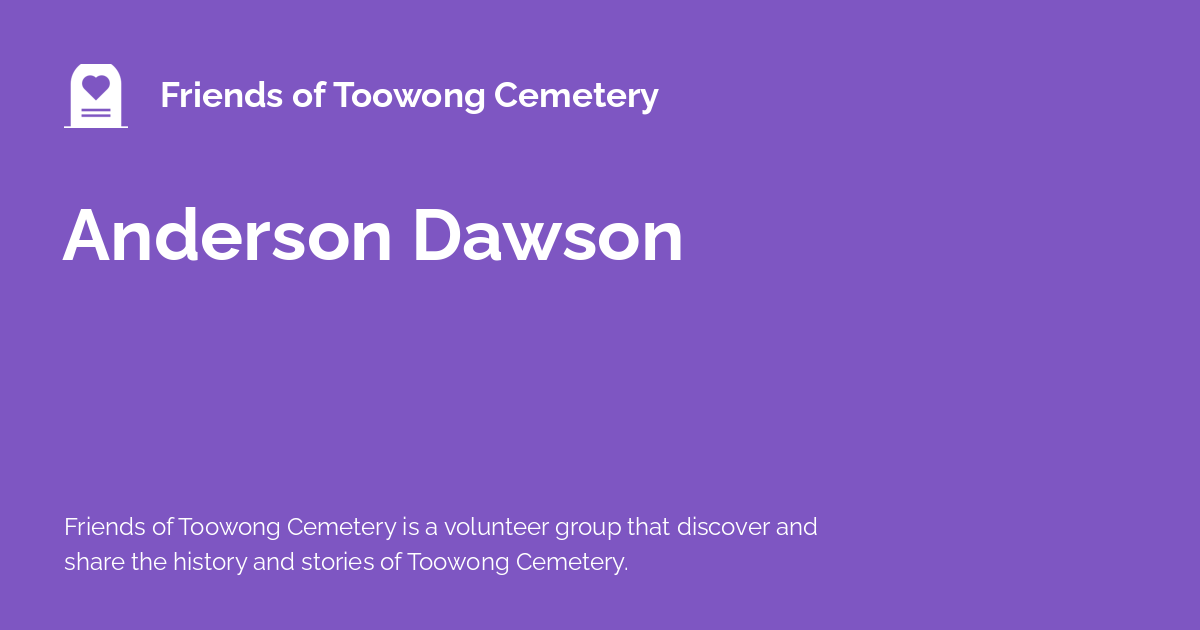 Friends of Toowong Cemetery
Anderson Dawson
Friends of Toowong Cemetery is a volunteer group that discover and
share the history and stories of Toowong Cemetery.